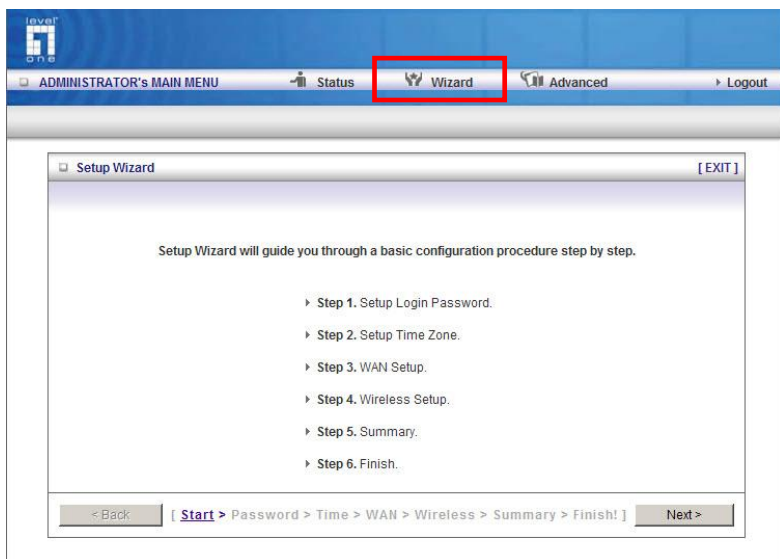 level
one
ADMINISTRATOR's MAIN MENU Status Wizard Advanced Logout
Setup Wizard [ EXIT ]
Setup Wizard will guide you through a basic configuration procedure step by step.
Step 1. Setup Login Password.
Step 2. Setup Time Zone.
Step 3. WAN Setup.
Step 4. Wireless Setup.
Step 5. Summary.
Step 6. Finish.
< Back [ Start > Password > Time > WAN > Wireless > Summary > Finish! ] Next >